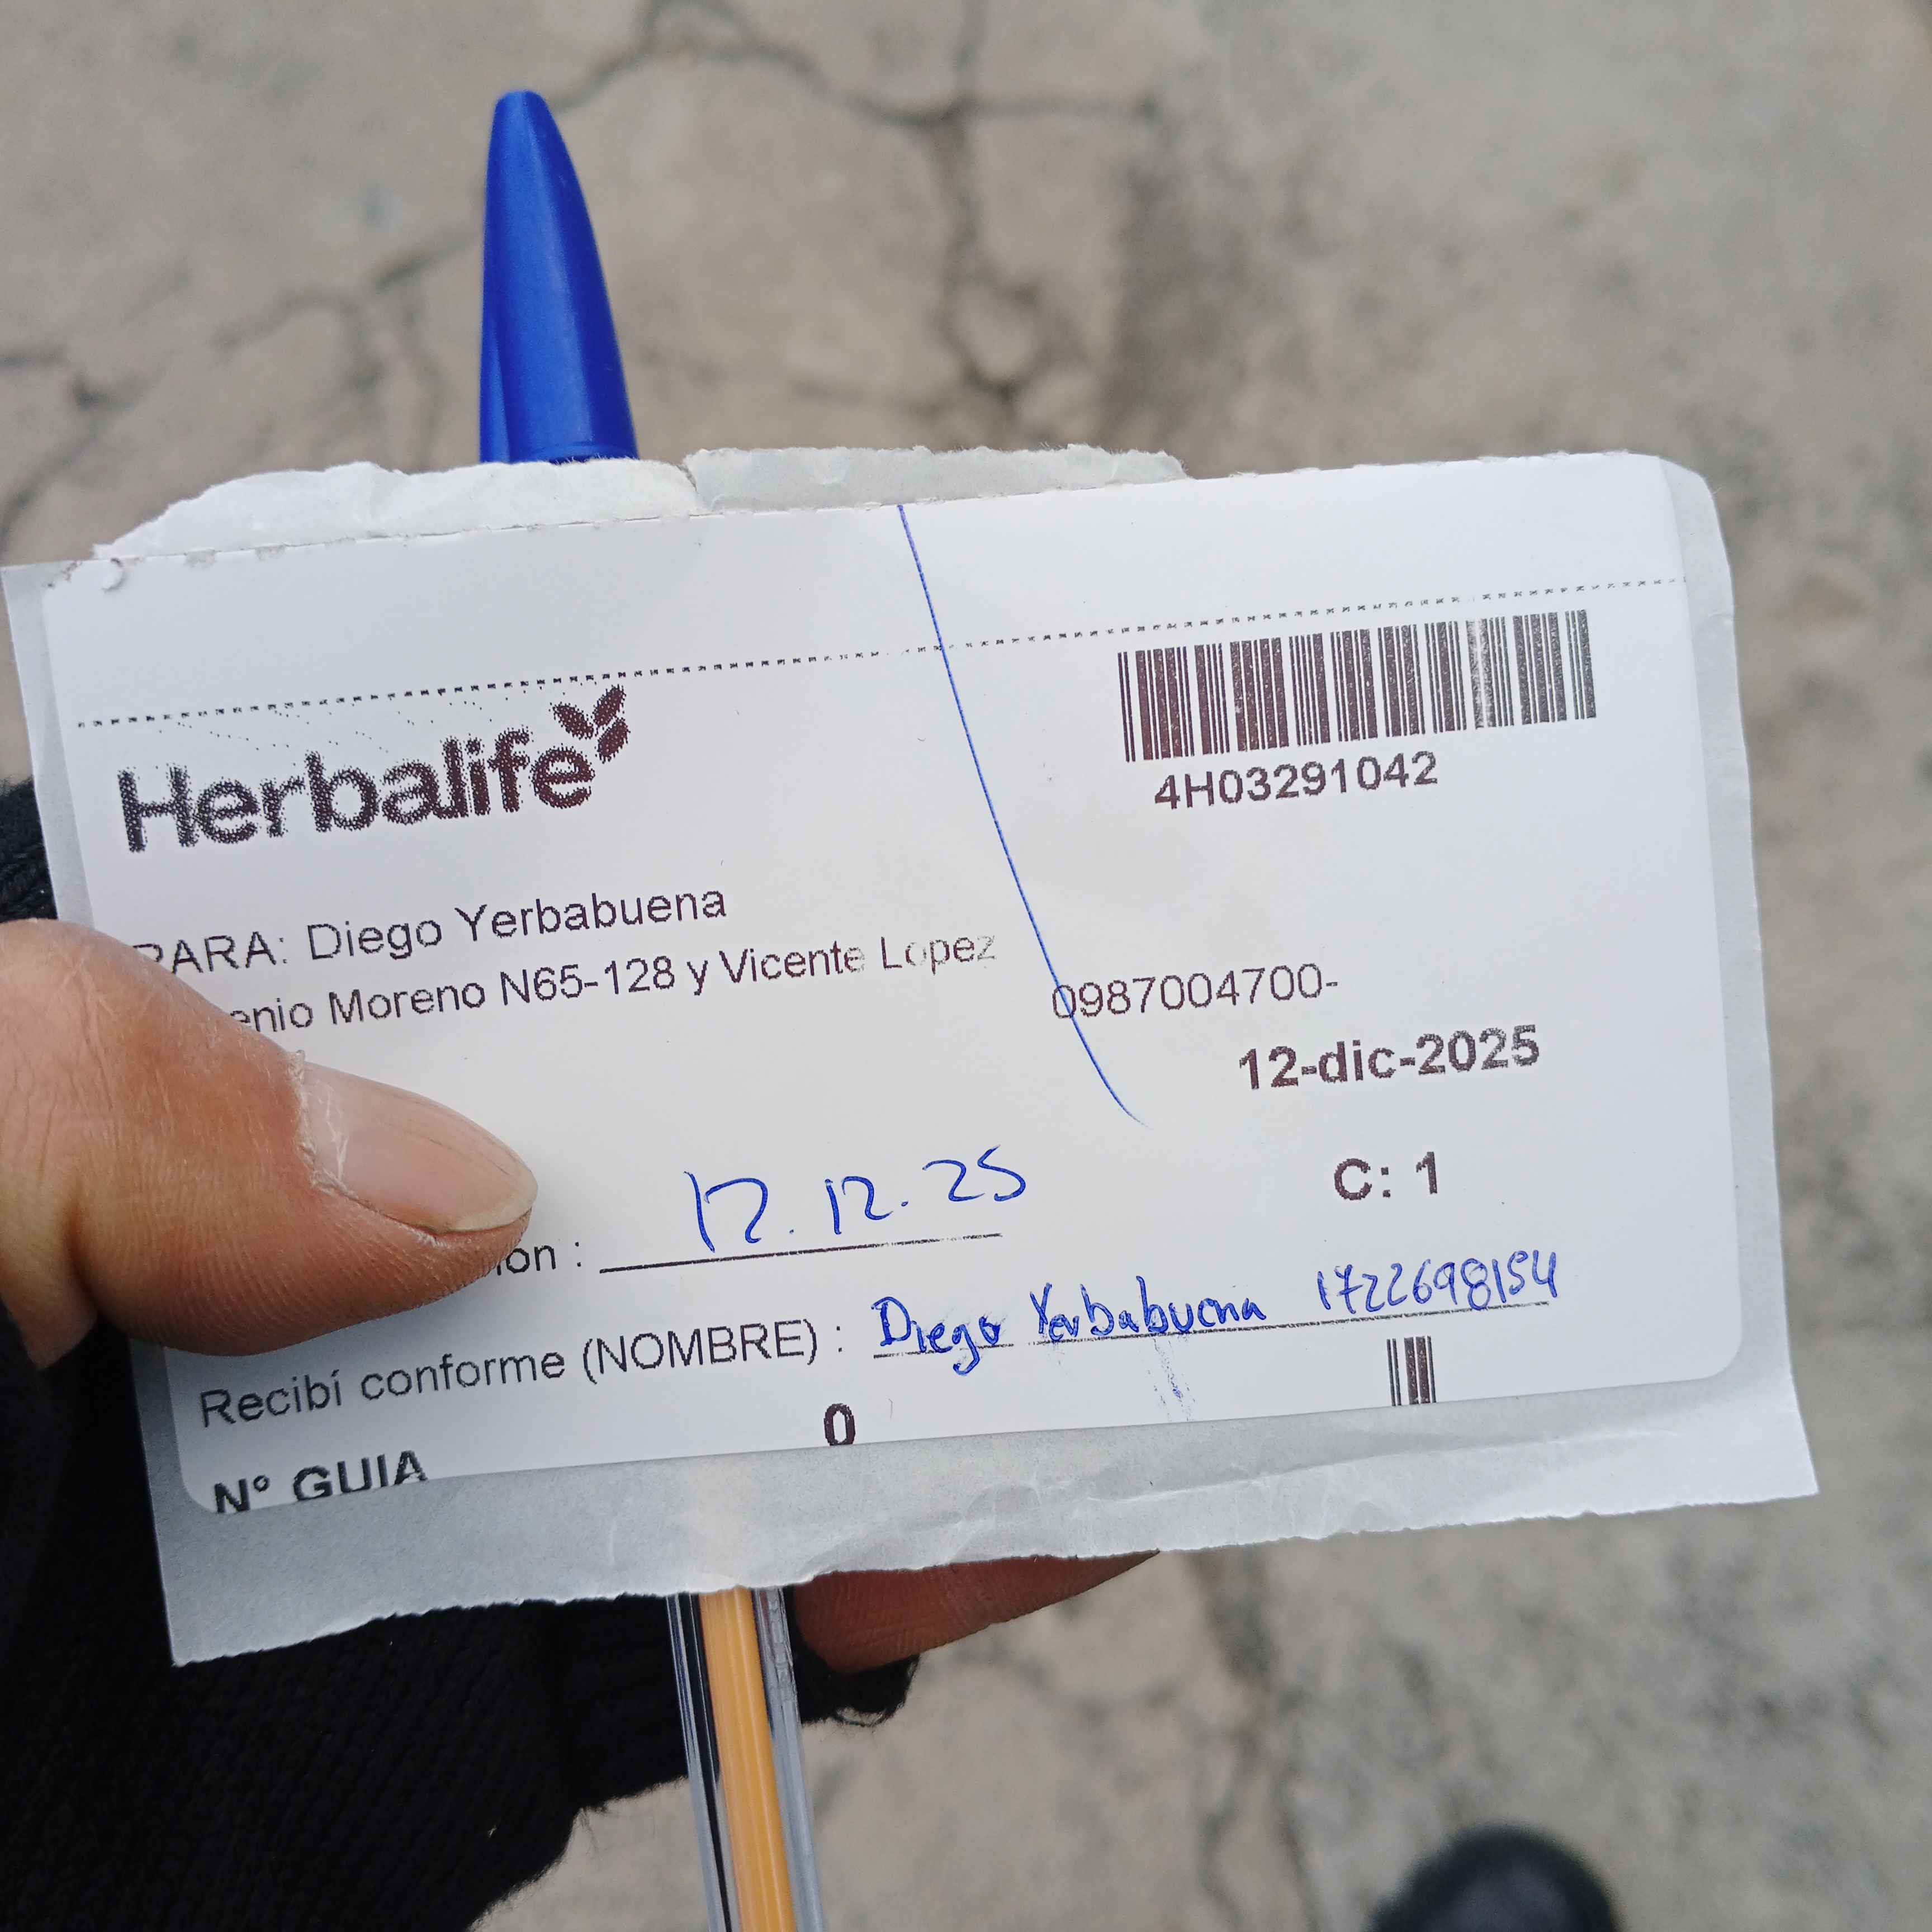 Herbalife
4H03291042
PARA: Diego Yerbabuena
Moreno N65-128 y Vicente Lopez
0987004700-
12-dic-2025
C: 1
12.12.25
Recibí conforme (NOMBRE) : Diego Yerbabuena 1722698154
N° GUIA 0